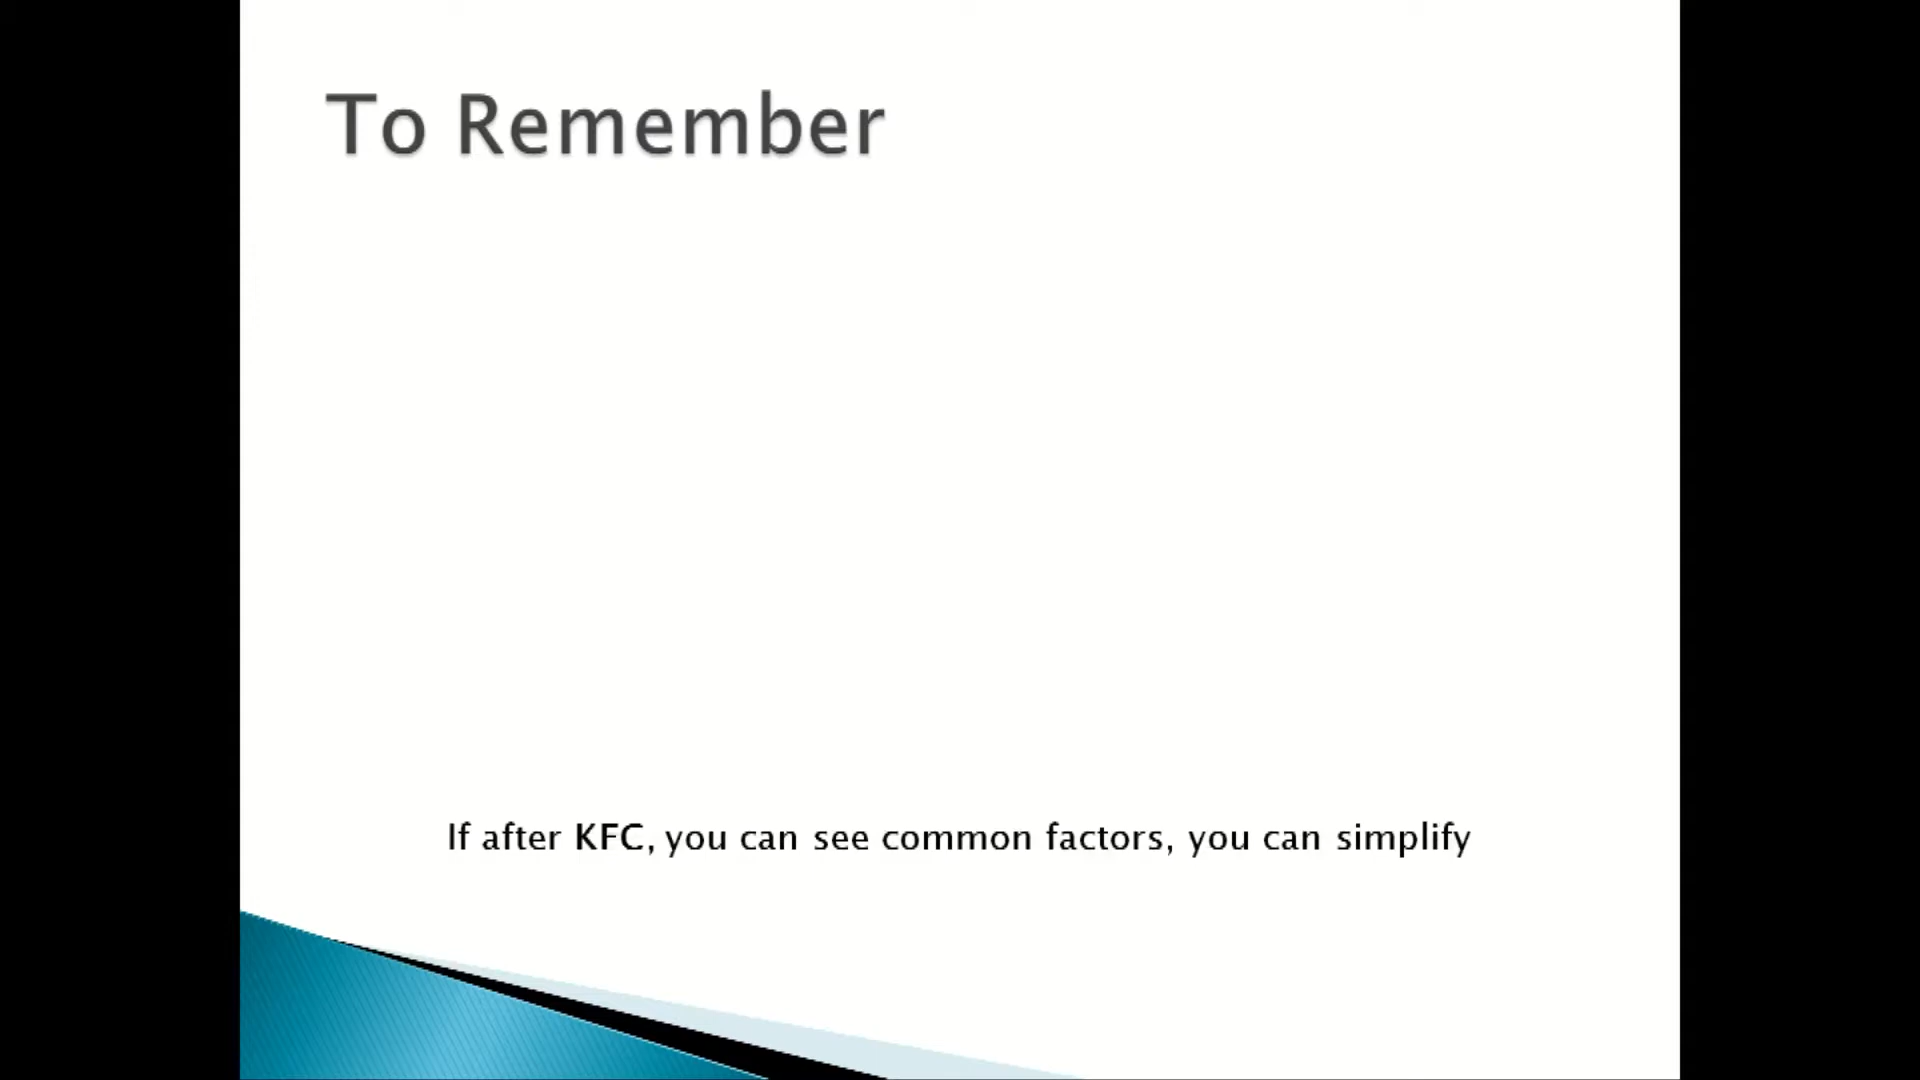 To Remember
If after KFC, you can see common factors, you can simplify